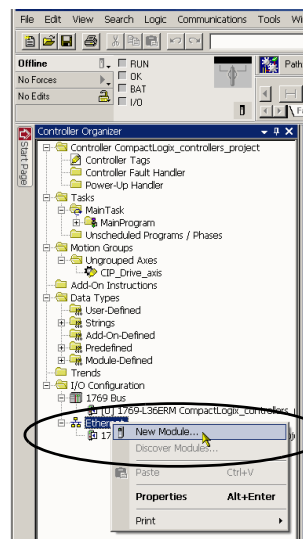 File Edit View Search Logic Communications Tools Wi
Offline
RUN
Path
No Forces
OK
No Edits
BAT
I/O
Start Page
Controller Organizer
Controller CompactLogix_controllers_project
Controller Tags
Controller Fault Handler
Power-Up Handler
Tasks
MainTask
MainProgram
Unscheduled Programs / Phases
Motion Groups
Ungrouped Axes
CIP_Drive_axis
Add-On Instructions
Data Types
User-Defined
Strings
Add-On-Defined
Predefined
Module-Defined
Trends
I/O Configuration
1769 Bus
[0] 1769-L36ERM CompactLogix_controllers
New Module...
Discover Modules...
Paste Ctrl+V
Properties Alt+Enter
Print